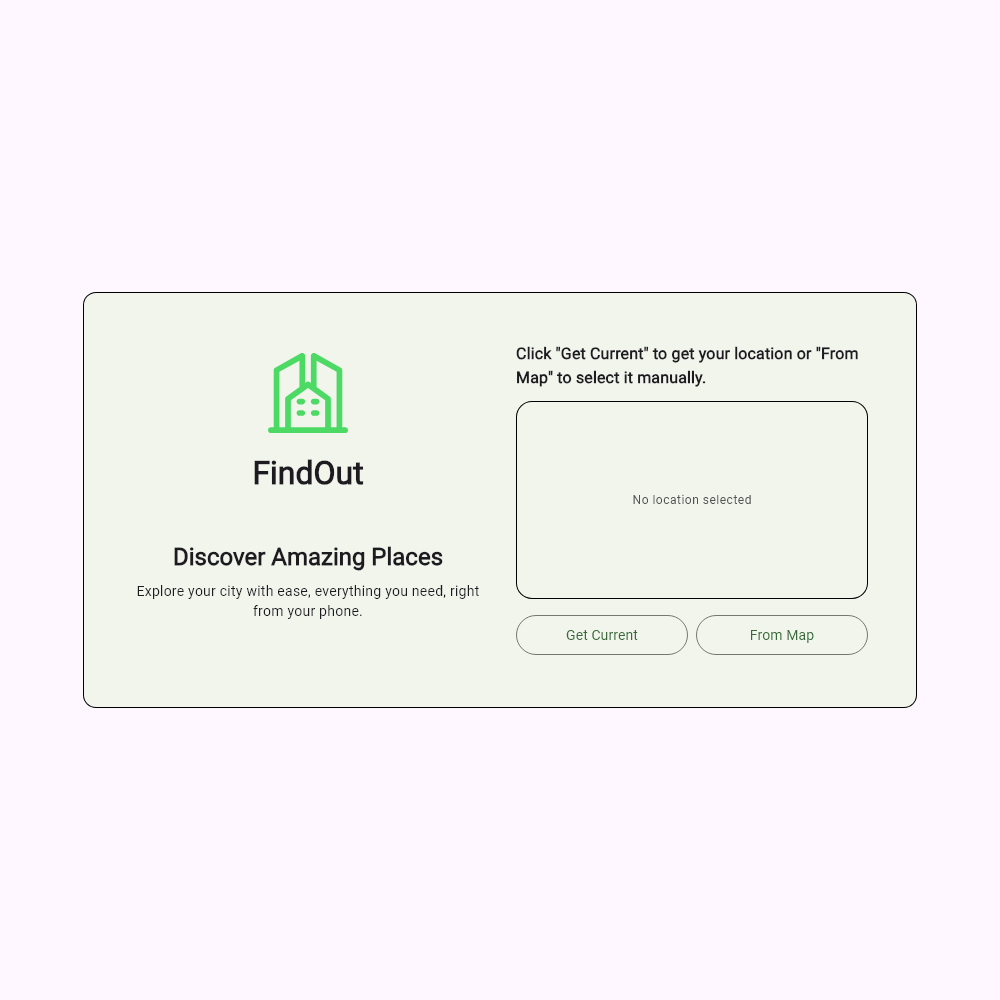 FindOut
Discover Amazing Places
Explore your city with ease, everything you need, right
from your phone.
Click "Get Current" to get your location or "From
Map" to select it manually.
No location selected
Get Current
From Map